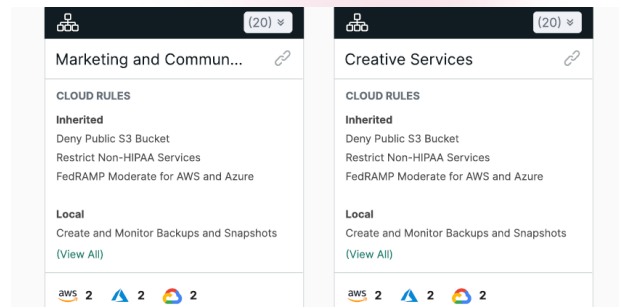 (20)
Marketing and Commun...
CLOUD RULES
Inherited
Deny Public S3 Bucket
Restrict Non-HIPAA Services
FedRAMP Moderate for AWS and Azure
Local
Create and Monitor Backups and Snapshots
(View All)
aws 2 2 2
(20)
Creative Services
CLOUD RULES
Inherited
Deny Public S3 Bucket
Restrict Non-HIPAA Services
FedRAMP Moderate for AWS and Azure
Local
Create and Monitor Backups and Snapshots
(View All)
aws 2 2 2